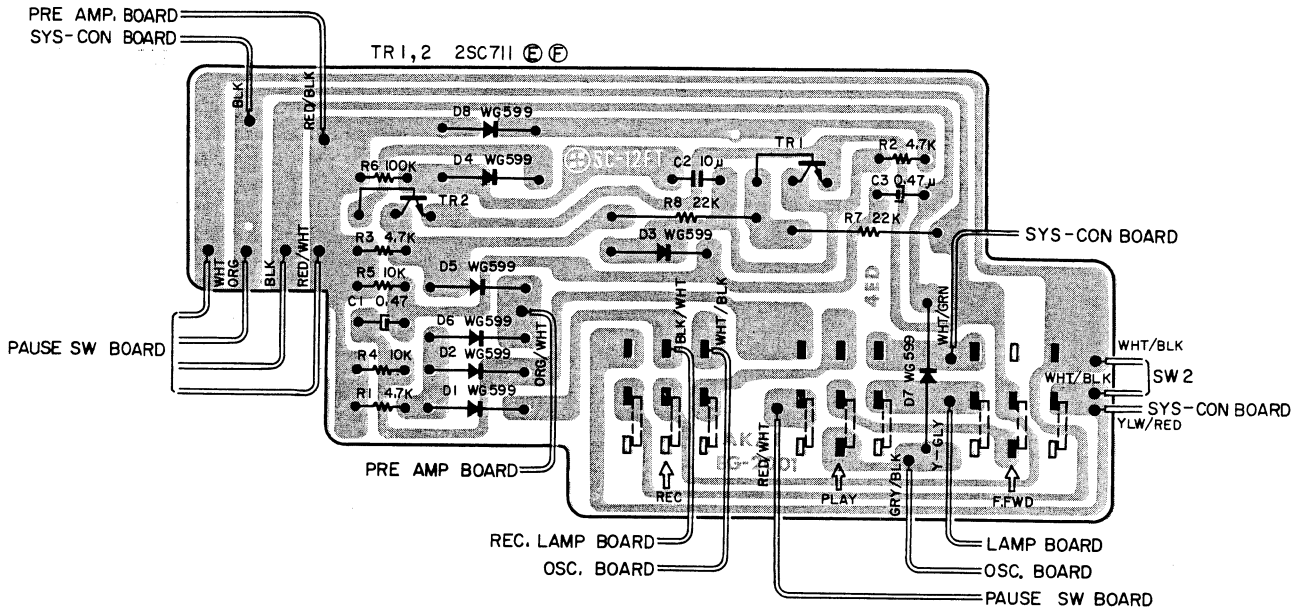 PRE AMP. BOARD
SYS-CON BOARD
TR1,2 2SC711 Ⓔ Ⓕ
BLK
RED/BLK
D8 WG599
TR1
R2 4.7K
SC-12ET
C2 10μ
D4 WG599
R6 100K
C3 0.47μ
TR2
R8 22K
R7 22K
R3 4.7K
D3 WG599
SYS-CON BOARD
WHT
ORG
BLK
RED/WHT
R5 10K
D5 WG599
4ED
C1 0.47
BLK/WHT
WHT/BLK
WHT/GRN
D6 WG599
ORG/WHT
PAUSE SW BOARD
WHT/BLK
R4 10K
D2 WG599
D7 WG599
WHT/BLK
SW 2
R1 4.7K
D1 WG599
SYS-CON BOARD
YLW/RED
RED/WHT
Y-GLY
PRE AMP BOARD
GRY/BLK
REC
PLAY
F.FWD
REC. LAMP BOARD
LAMP BOARD
OSC. BOARD
OSC. BOARD
PAUSE SW BOARD